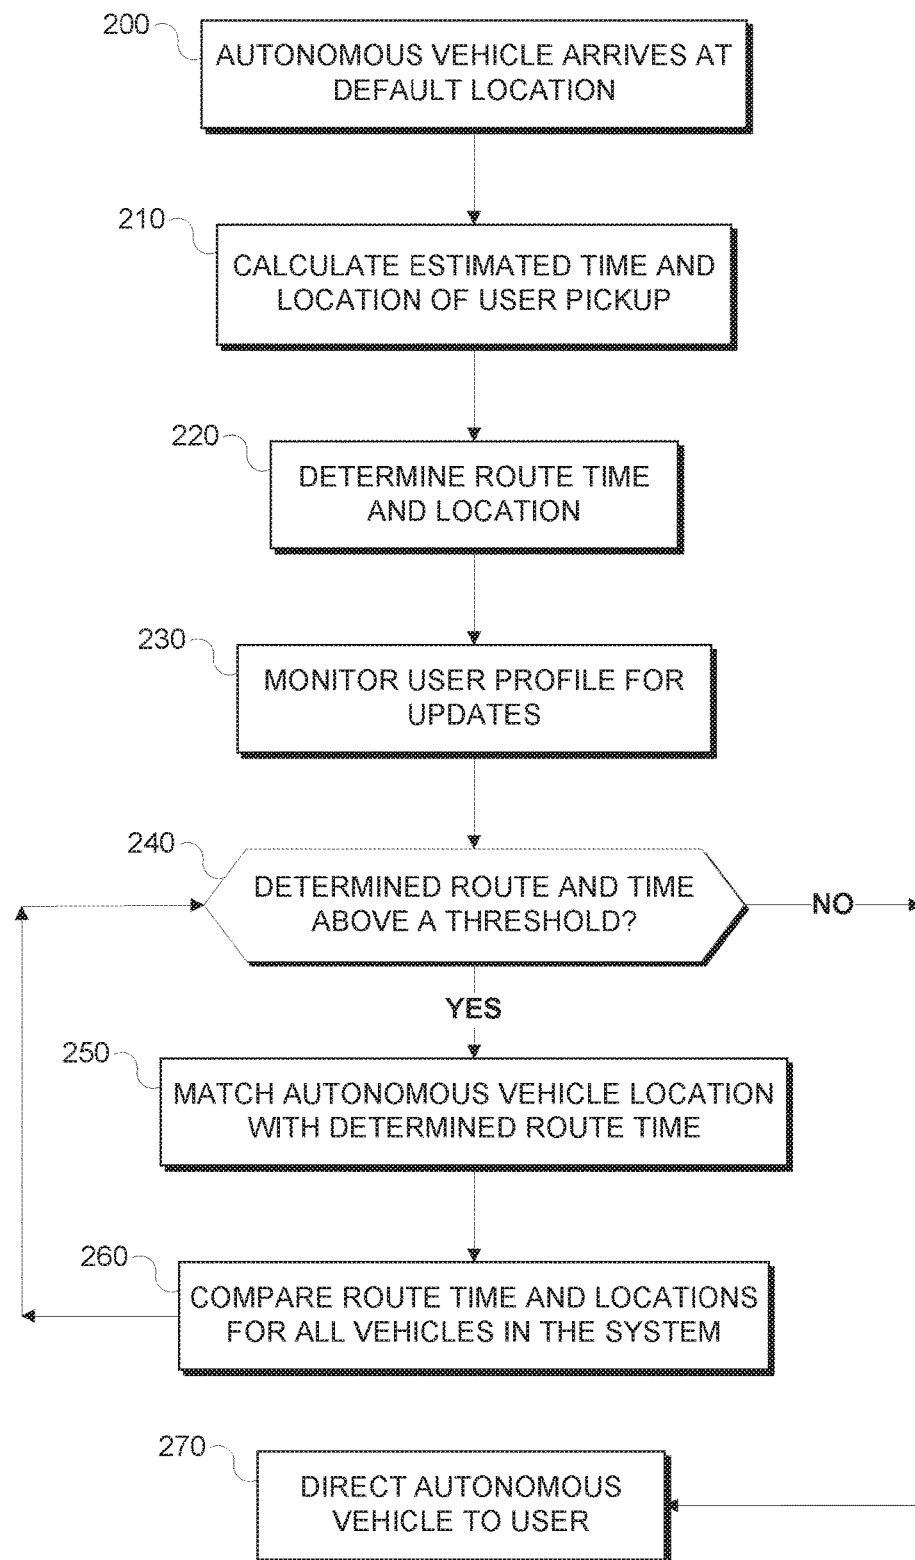 200
AUTONOMOUS VEHICLE ARRIVES AT
DEFAULT LOCATION
210
CALCULATE ESTIMATED TIME AND
LOCATION OF USER PICKUP
220
DETERMINE ROUTE TIME
AND LOCATION
230
MONITOR USER PROFILE FOR
UPDATES
240
DETERMINED ROUTE AND TIME
ABOVE A THRESHOLD?
NO
YES
250
MATCH AUTONOMOUS VEHICLE LOCATION
WITH DETERMINED ROUTE TIME
260
COMPARE ROUTE TIME AND LOCATIONS
FOR ALL VEHICLES IN THE SYSTEM
270
DIRECT AUTONOMOUS
VEHICLE TO USER